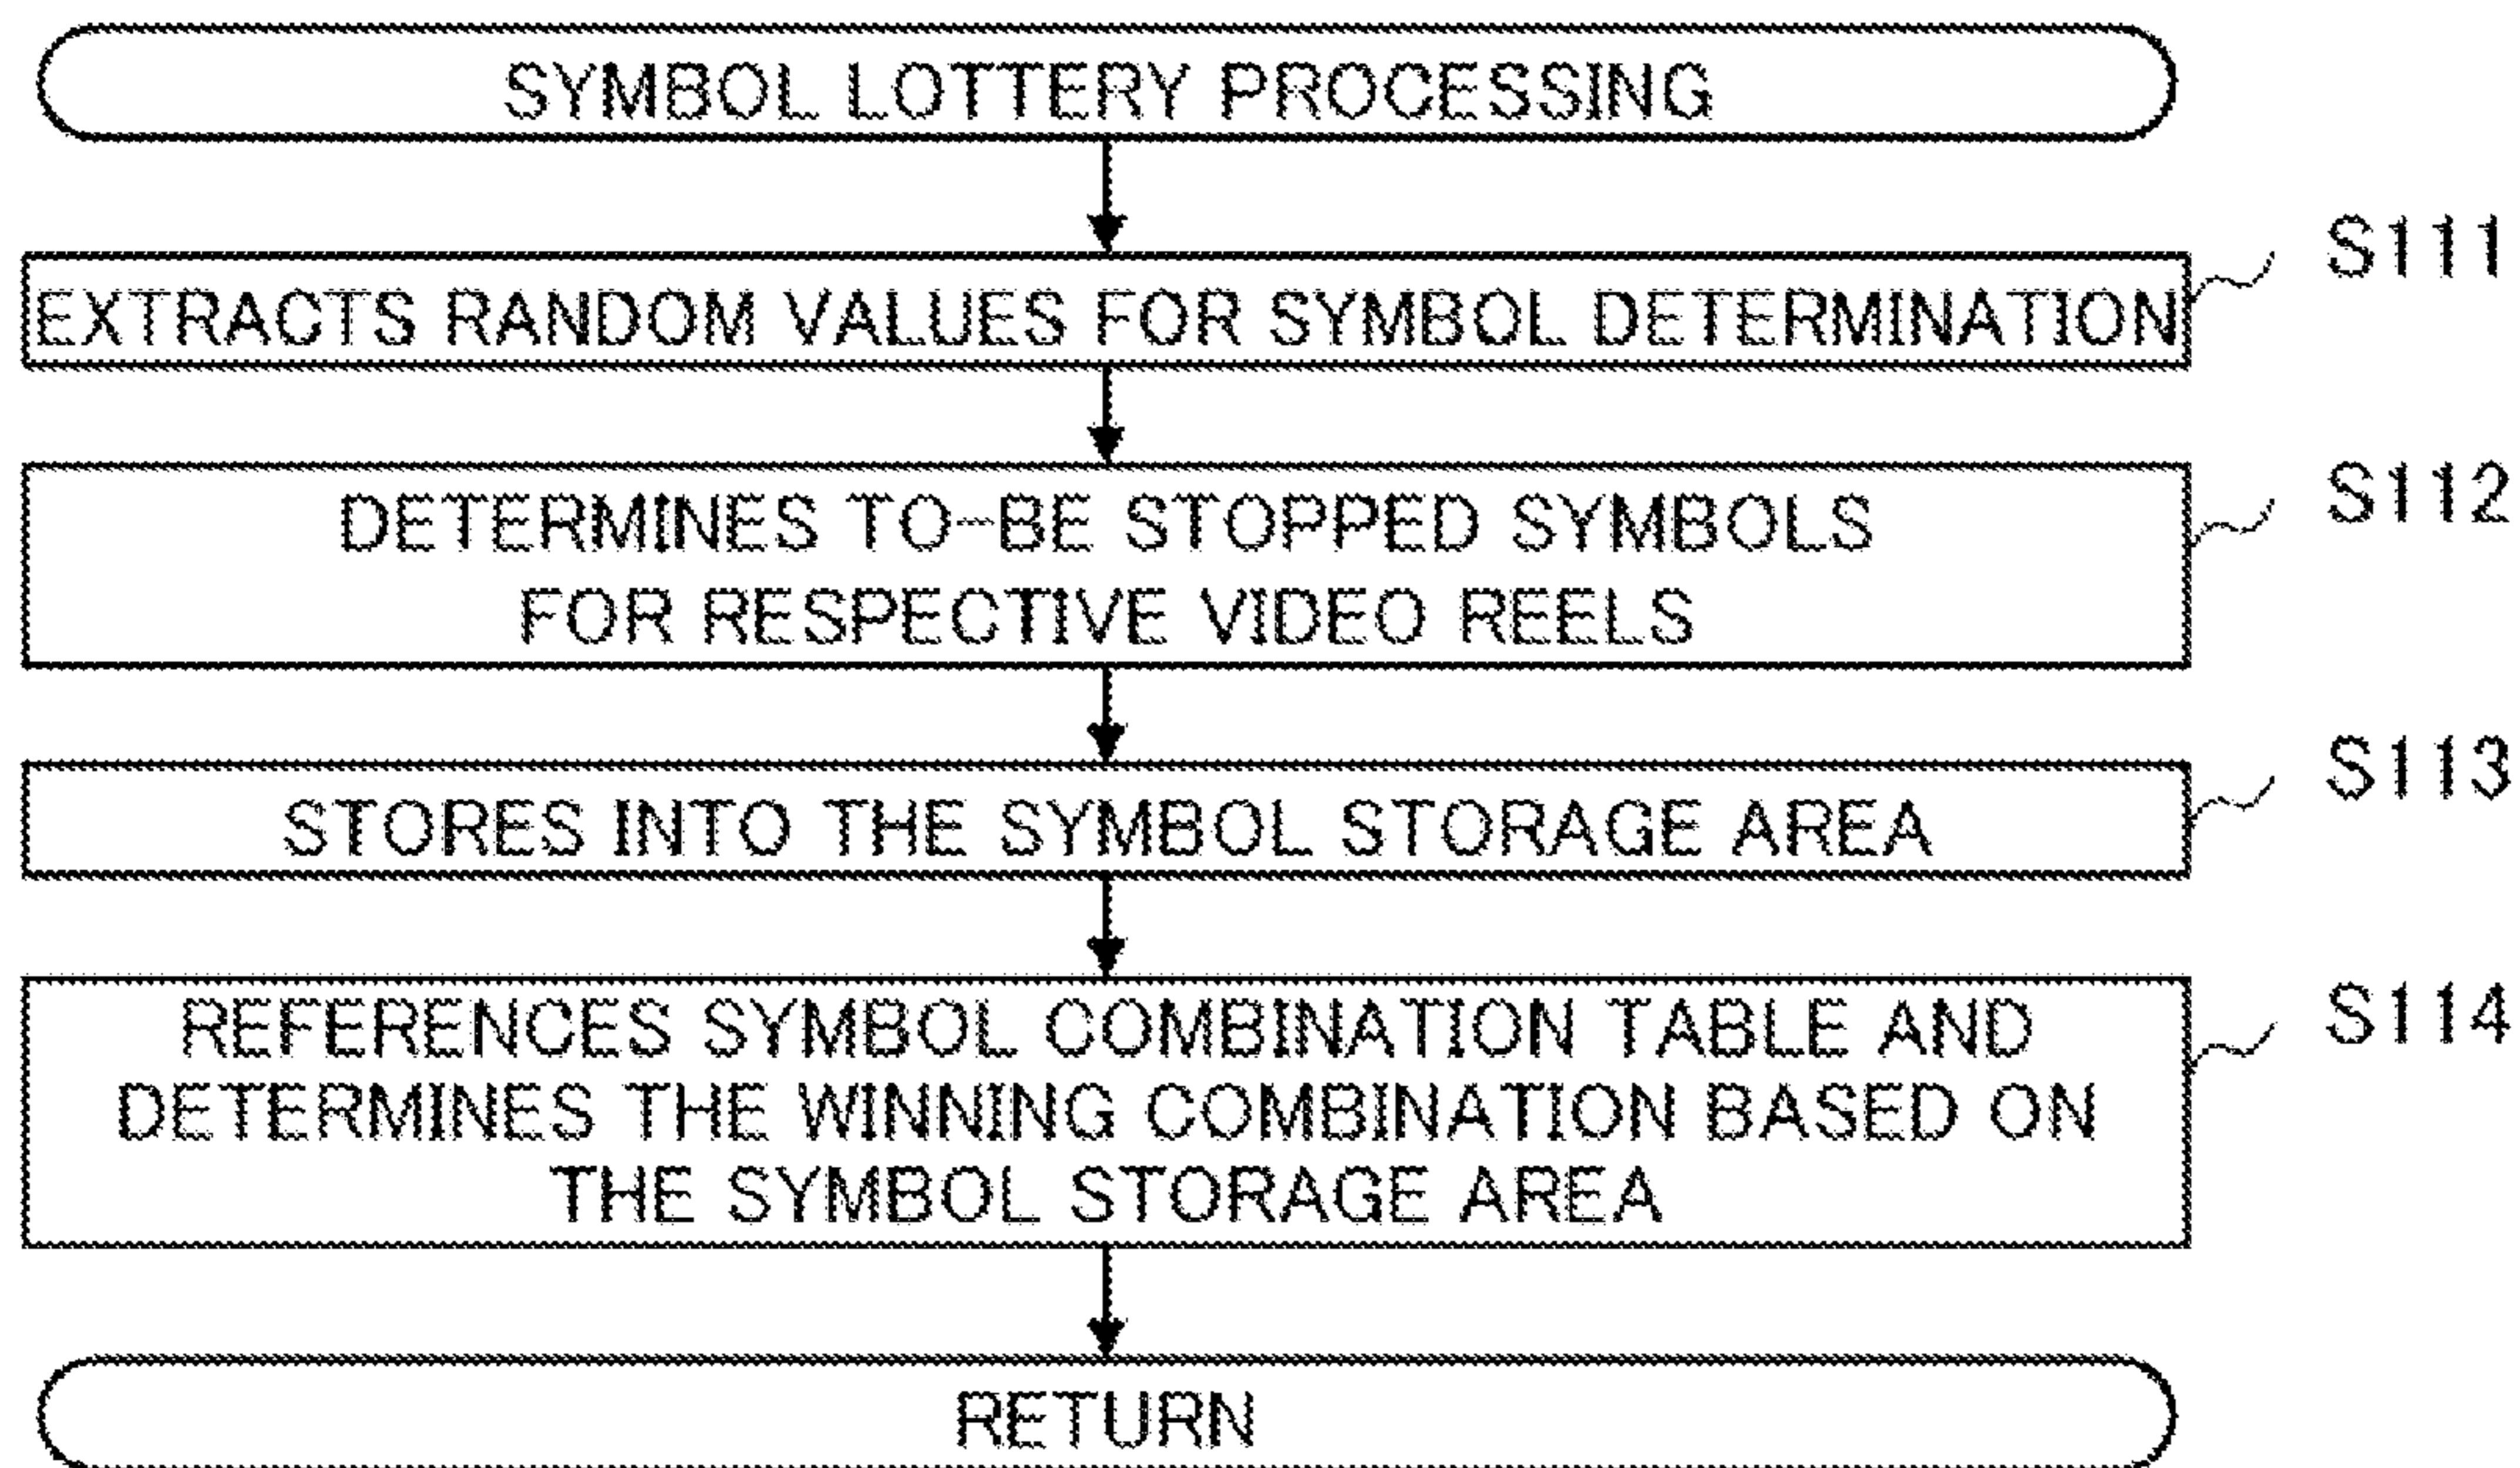 SYMBOL LOTTERY PROCESSING
S111
EXTRACTS RANDOM VALUES FOR SYMBOL DETERMINATION
S112
DETERMINES TO-BE STOPPED SYMBOLS
FOR RESPECTIVE VIDEO REELS
S113
STORES INTO THE SYMBOL STORAGE AREA
S114
REFERENCES SYMBOL COMBINATION TABLE AND
DETERMINES THE WINNING COMBINATION BASED ON
THE SYMBOL STORAGE AREA
RETURN